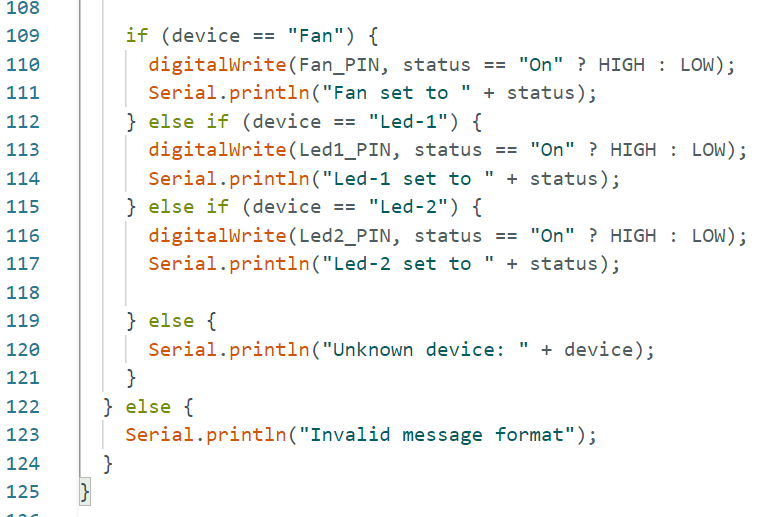 108
109 if (device == "Fan") {
110 digitalWrite(Fan_PIN, status == "On" ? HIGH : LOW);
111 Serial.println("Fan set to " + status);
112 } else if (device == "Led-1") {
113 digitalWrite(Led1_PIN, status == "On" ? HIGH : LOW);
114 Serial.println("Led-1 set to " + status);
115 } else if (device == "Led-2") {
116 digitalWrite(Led2_PIN, status == "On" ? HIGH : LOW);
117 Serial.println("Led-2 set to " + status);
118
119 } else {
120 Serial.println("Unknown device: " + device);
121 }
122 } else {
123 Serial.println("Invalid message format");
124 }
125 }